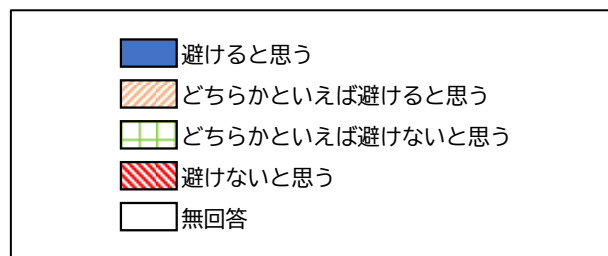 避けると思う
どちらかといえば避けると思う
どちらかといえば避けないと思う
避けないと思う
無回答